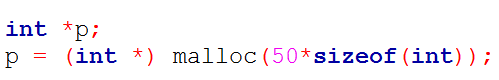 int *p;
p = (int *) malloc(50*sizeof(int));